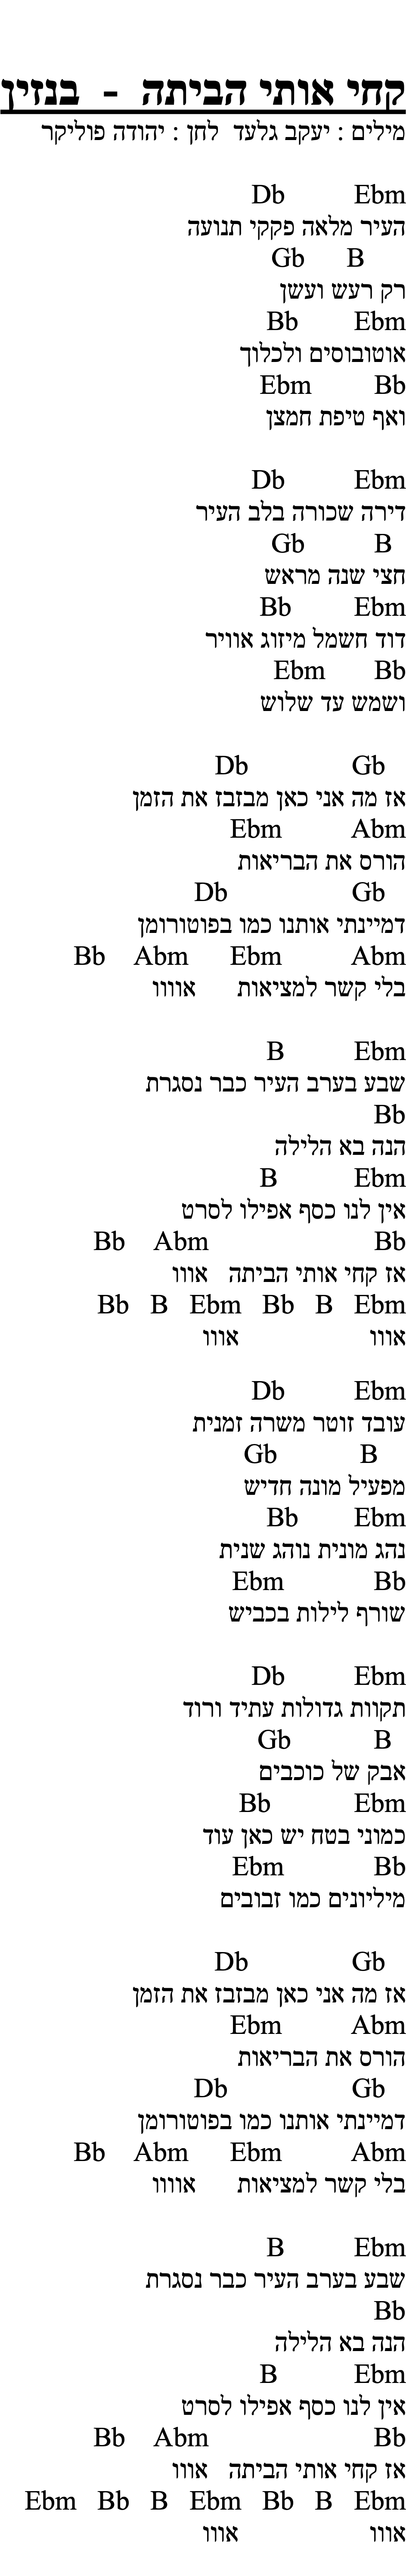 קחי אותי הביתה - בנזין
מילים : יעקב גלעד לחן : יהודה פוליקר
Db Ebm
העיר מלאה פקקי תנועה
Gb B
רק רעש ועשן
Bb Ebm
אוטובוסים ולכלוך
Ebm Bb
ואף טיפת חמצן
Db Ebm
דירה שכורה בלב העיר
Gb B
חצי שנה מראש
Bb Ebm
דוד חשמל מיזוג אוויר
Ebm Bb
ושמש עד שלוש
Db Gb
אז מה אני כאן מבזבז את הזמן
Ebm Abm
הורס את הבריאות
Db Gb
דמיינתי אותנו כמו בפוטורומן
Bb Abm Ebm Abm
בלי קשר למציאות אוווו
B Ebm
שבע בערב העיר כבר נסגרת
Bb
הנה בא הלילה
B Ebm
אין לנו כסף אפילו לסרט
Bb Abm Bb
אז קחי אותי הביתה אווו
Bb B Ebm Bb B Ebm
אווו אווו
Db Ebm
עובד זוטר משרה זמנית
Gb B
מפעיל מונה חדיש
Bb Ebm
נהג מונית נוהג שנית
Ebm Bb
שורף לילות בכביש
Db Ebm
תקוות גדולות עתיד ורוד
Gb B
אבק של כוכבים
Bb Ebm
כמוני בטח יש כאן עוד
Ebm Bb
מיליונים כמו זבובים
Db Gb
אז מה אני כאן מבזבז את הזמן
Ebm Abm
הורס את הבריאות
Db Gb
דמיינתי אותנו כמו בפוטורומן
Bb Abm Ebm Abm
בלי קשר למציאות אוווו
B Ebm
שבע בערב העיר כבר נסגרת
Bb
הנה בא הלילה
B Ebm
אין לנו כסף אפילו לסרט
Bb Abm Bb
אז קחי אותי הביתה אווו
Ebm Bb B Ebm Bb B Ebm
אווו אווו